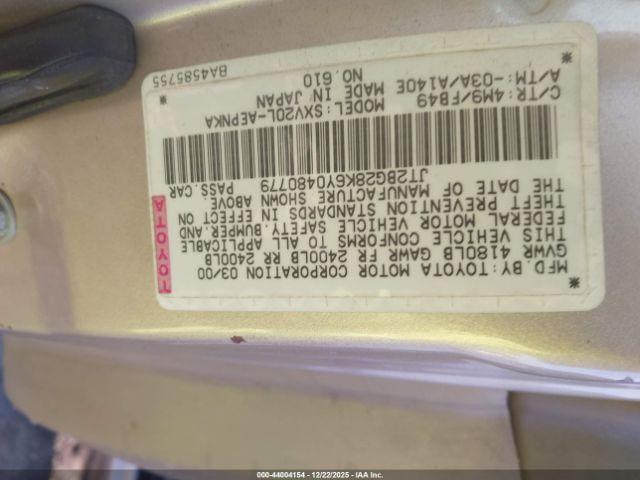 MFD.BY:TOYOTA MOTOR CORPORATION 03/00
GVWR 4180LB GAWR FR 2400LB RR 2400LB
THIS VEHICLE CONFORMS TO ALL APPLICABLE
FEDERAL MOTOR VEHICLE SAFETY,BUMPER,AND
THEFT PREVENTION STANDARDS IN EFFECT ON
THE DATE OF MANUFACTURE SHOWN ABOVE.
JT2BG28K6Y0480779 PASS.CAR
TOYOTA
TOYOTA
MODEL:SXV20L-AEPNKA
C/TR:4M9/FB49 MADE IN JAPAN
A/TM:-03A/A140E NO.610
BA4585755
000-44004154 - 12/22/2025 - IAA Inc.